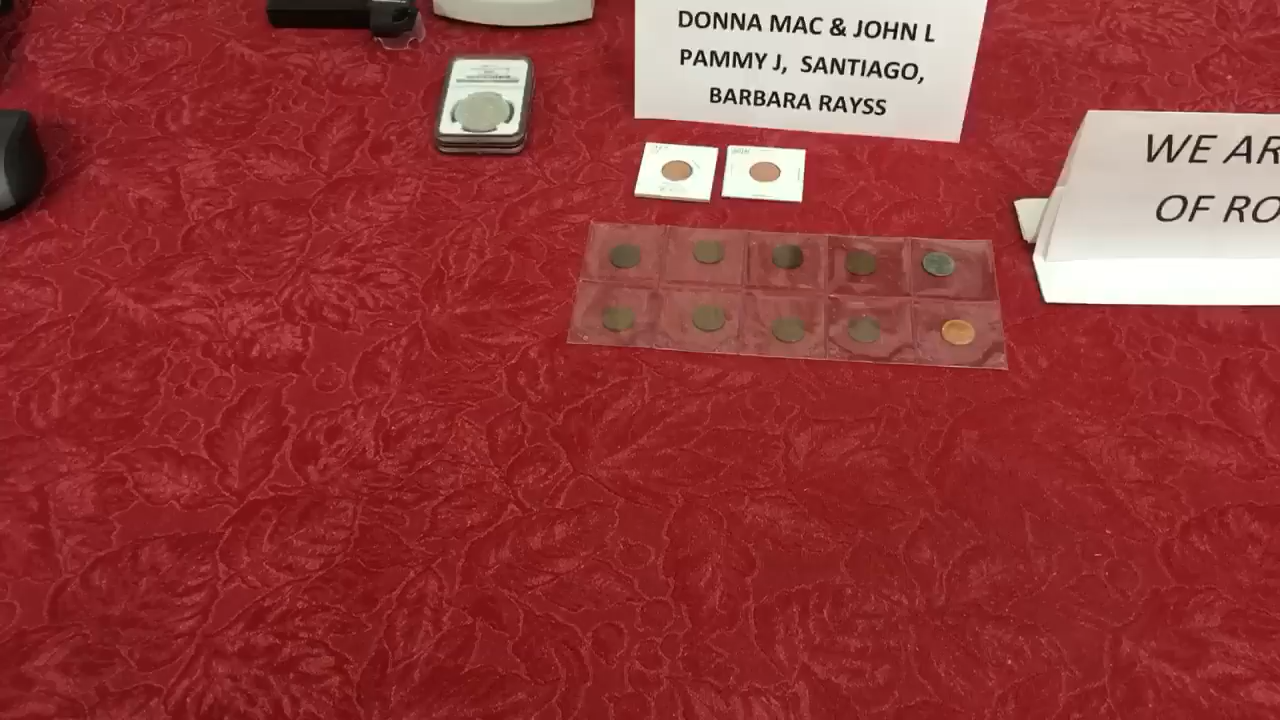 DONNA MAC & JOHN L
PAMMY J, SANTIAGO,
BARBARA RAYSS
WE AR
OF RO